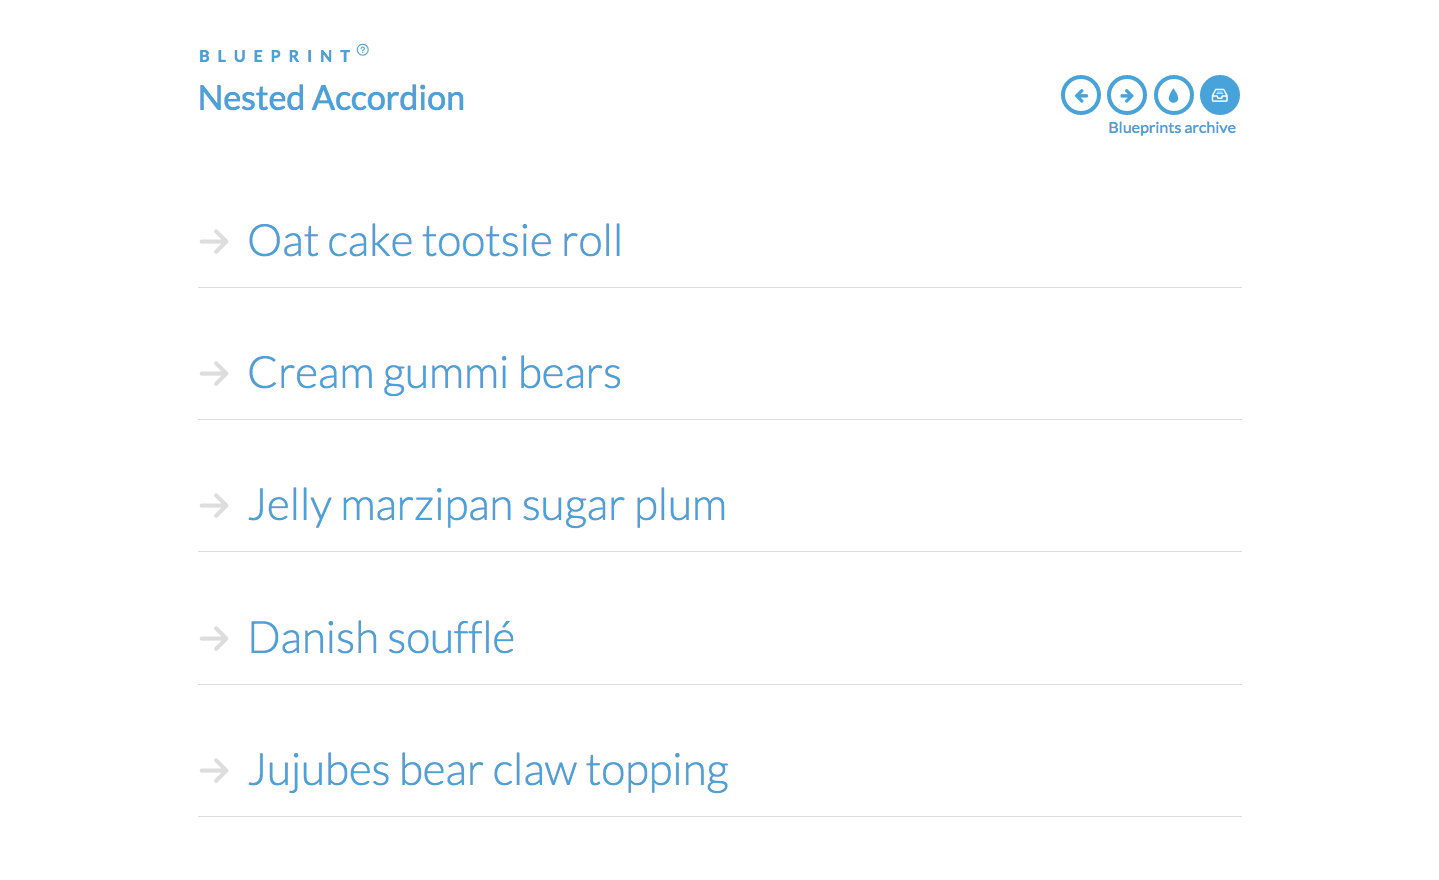 BLUEPRINT ?
Nested Accordion
Blueprints archive
Oat cake tootsie roll
Cream gummi bears
Jelly marzipan sugar plum
Danish soufflé
Jujubes bear claw topping